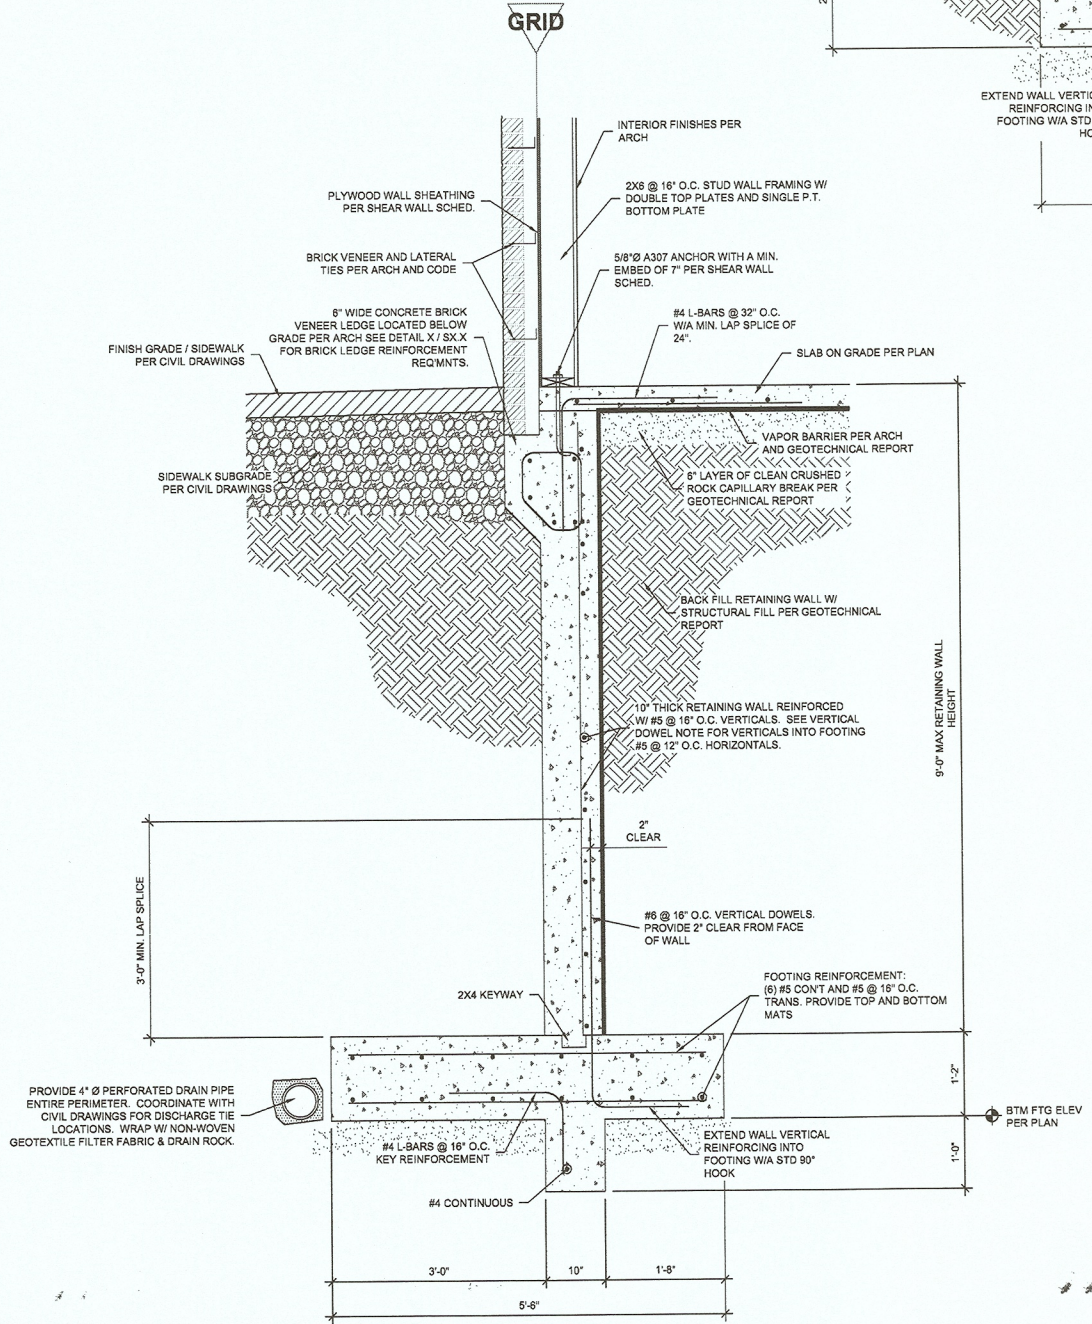 GRID
2
EXTEND WALL VERTIC
REINFORCING IN
FOOTING W/A STD
HO
INTERIOR FINISHES PER
ARCH
PLYWOOD WALL SHEATHING
PER SHEAR WALL SCHED.
2X6 @ 16" O.C. STUD WALL FRAMING W/
DOUBLE TOP PLATES AND SINGLE P.T.
BOTTOM PLATE
BRICK VENEER AND LATERAL
TIES PER ARCH AND CODE
5/8"Ø A307 ANCHOR WITH A MIN.
EMBED OF 7" PER SHEAR WALL
SCHED.
6" WIDE CONCRETE BRICK
VENEER LEDGE LOCATED BELOW
GRADE PER ARCH SEE DETAIL X / SX.X
FOR BRICK LEDGE REINFORCEMENT
REQ'MNTS.
#4 L-BARS @ 32" O.C.
W/A MIN. LAP SPLICE OF
24".
FINISH GRADE / SIDEWALK
PER CIVIL DRAWINGS
SLAB ON GRADE PER PLAN
VAPOR BARRIER PER ARCH
AND GEOTECHNICAL REPORT
SIDEWALK SUBGRADE
PER CIVIL DRAWINGS
6" LAYER OF CLEAN CRUSHED
ROCK CAPILLARY BREAK PER
GEOTECHNICAL REPORT
BACK FILL RETAINING WALL W/
STRUCTURAL FILL PER GEOTECHNICAL
REPORT
10" THICK RETAINING WALL REINFORCED
W/ #5 @ 16" O.C. VERTICALS. SEE VERTICAL
DOWEL NOTE FOR VERTICALS INTO FOOTING
#5 @ 12" O.C. HORIZONTALS.
9'-0" MAX RETAINING WALL
HEIGHT
2"
CLEAR
3'-0" MIN. LAP SPLICE
#6 @ 16" O.C. VERTICAL DOWELS.
PROVIDE 2" CLEAR FROM FACE
OF WALL
2X4 KEYWAY
FOOTING REINFORCEMENT:
(6) #5 CON'T AND #5 @ 16" O.C.
TRANS. PROVIDE TOP AND BOTTOM
MATS
1'-2"
PROVIDE 4" Ø PERFORATED DRAIN PIPE
ENTIRE PERIMETER. COORDINATE WITH
CIVIL DRAWINGS FOR DISCHARGE TIE
LOCATIONS. WRAP W/ NON-WOVEN
GEOTEXTILE FILTER FABRIC & DRAIN ROCK.
BTM FTG ELEV
PER PLAN
#4 L-BARS @ 16" O.C.
KEY REINFORCEMENT
EXTEND WALL VERTICAL
REINFORCING INTO
FOOTING W/A STD 90°
HOOK
1'-0"
#4 CONTINUOUS
3'-0"
10"
1'-8"
5'-6"